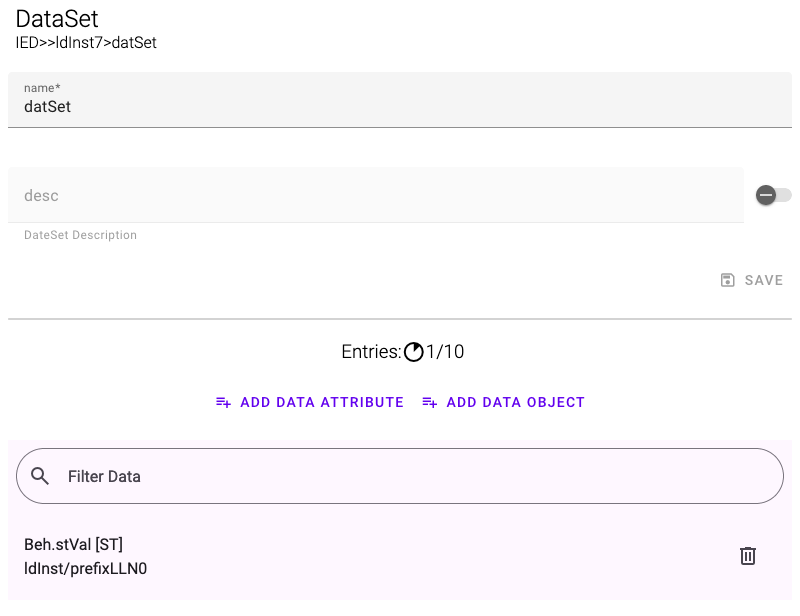 DataSet
IED>>ldInst7>datSet
name*
datSet
desc
DateSet Description
SAVE
Entries: 1/10
ADD DATA ATTRIBUTE ADD DATA OBJECT
Filter Data
Beh.stVal [ST]
ldInst/prefixLLN0